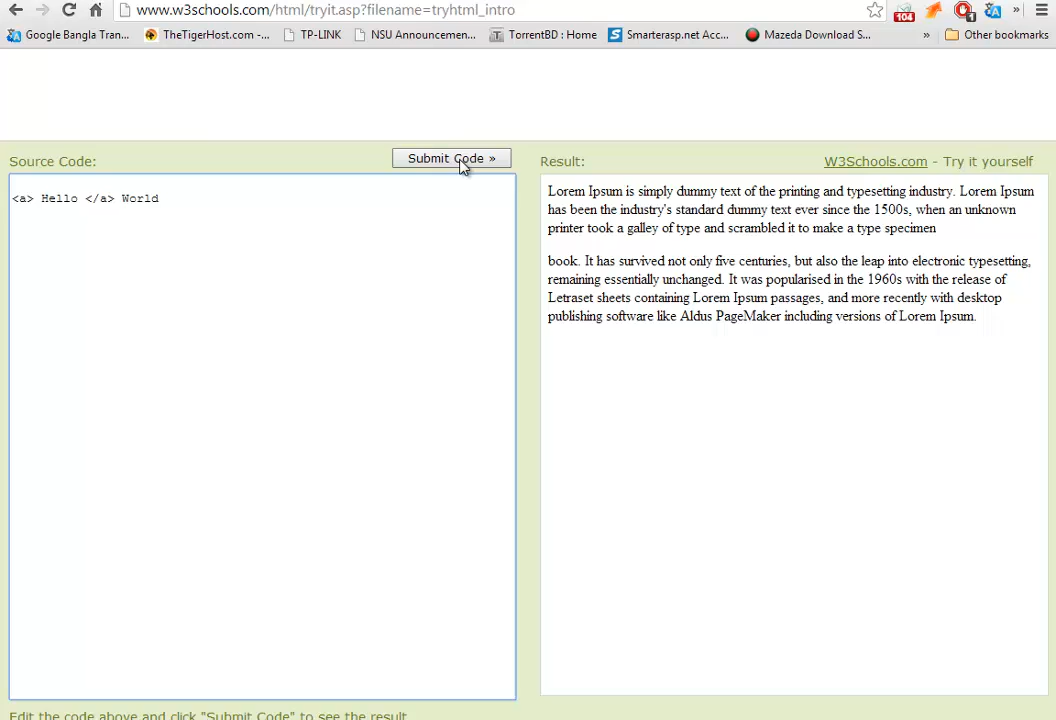 www.w3schools.com/html/tryit.asp?filename=tryhtml_intro
104
1
Google Bangla Tran...
TheTigerHost.com -...
TP-LINK
NSU Announcemen...
TorrentBD : Home
Smarterasp.net Acc...
Mazeda Download S...
»
Other bookmarks
Source Code:
Submit Code »
Result:
W3Schools.com - Try it yourself
<a> Hello </a> World
Lorem Ipsum is simply dummy text of the printing and typesetting industry. Lorem Ipsum
has been the industry's standard dummy text ever since the 1500s, when an unknown
printer took a galley of type and scrambled it to make a type specimen
book. It has survived not only five centuries, but also the leap into electronic typesetting,
remaining essentially unchanged. It was popularised in the 1960s with the release of
Letraset sheets containing Lorem Ipsum passages, and more recently with desktop
publishing software like Aldus PageMaker including versions of Lorem Ipsum.
Edit the code above and click "Submit Code" to see the result.